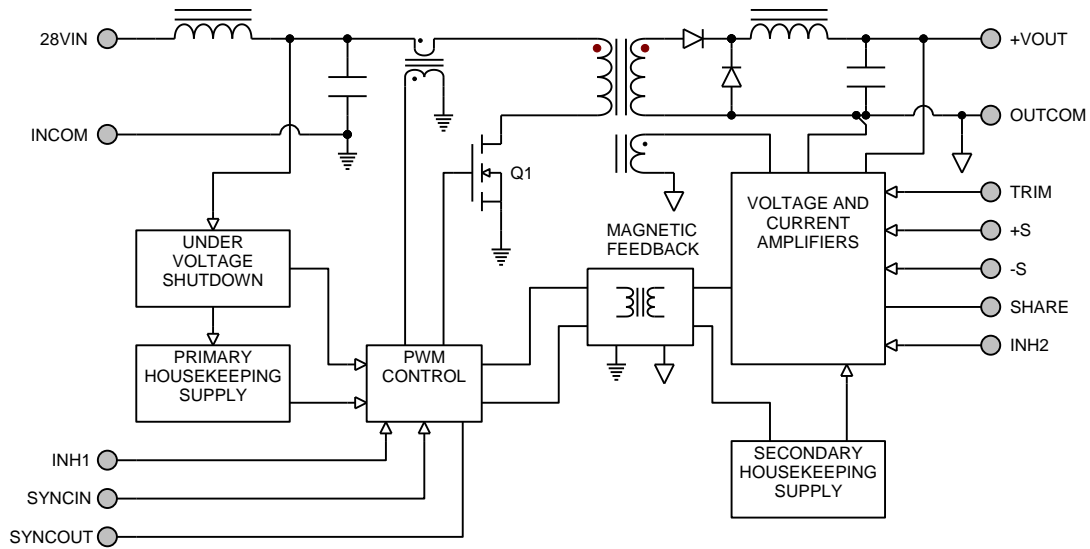 28VIN
+VOUT
INCOM
OUTCOM
Q1
TRIM
VOLTAGE AND
CURRENT
AMPLIFIERS
+S
MAGNETIC
FEEDBACK
UNDER
VOLTAGE
SHUTDOWN
-S
SHARE
INH2
PRIMARY
HOUSEKEEPING
SUPPLY
PWM
CONTROL
INH1
SECONDARY
HOUSEKEEPING
SUPPLY
SYNCIN
SYNCOUT